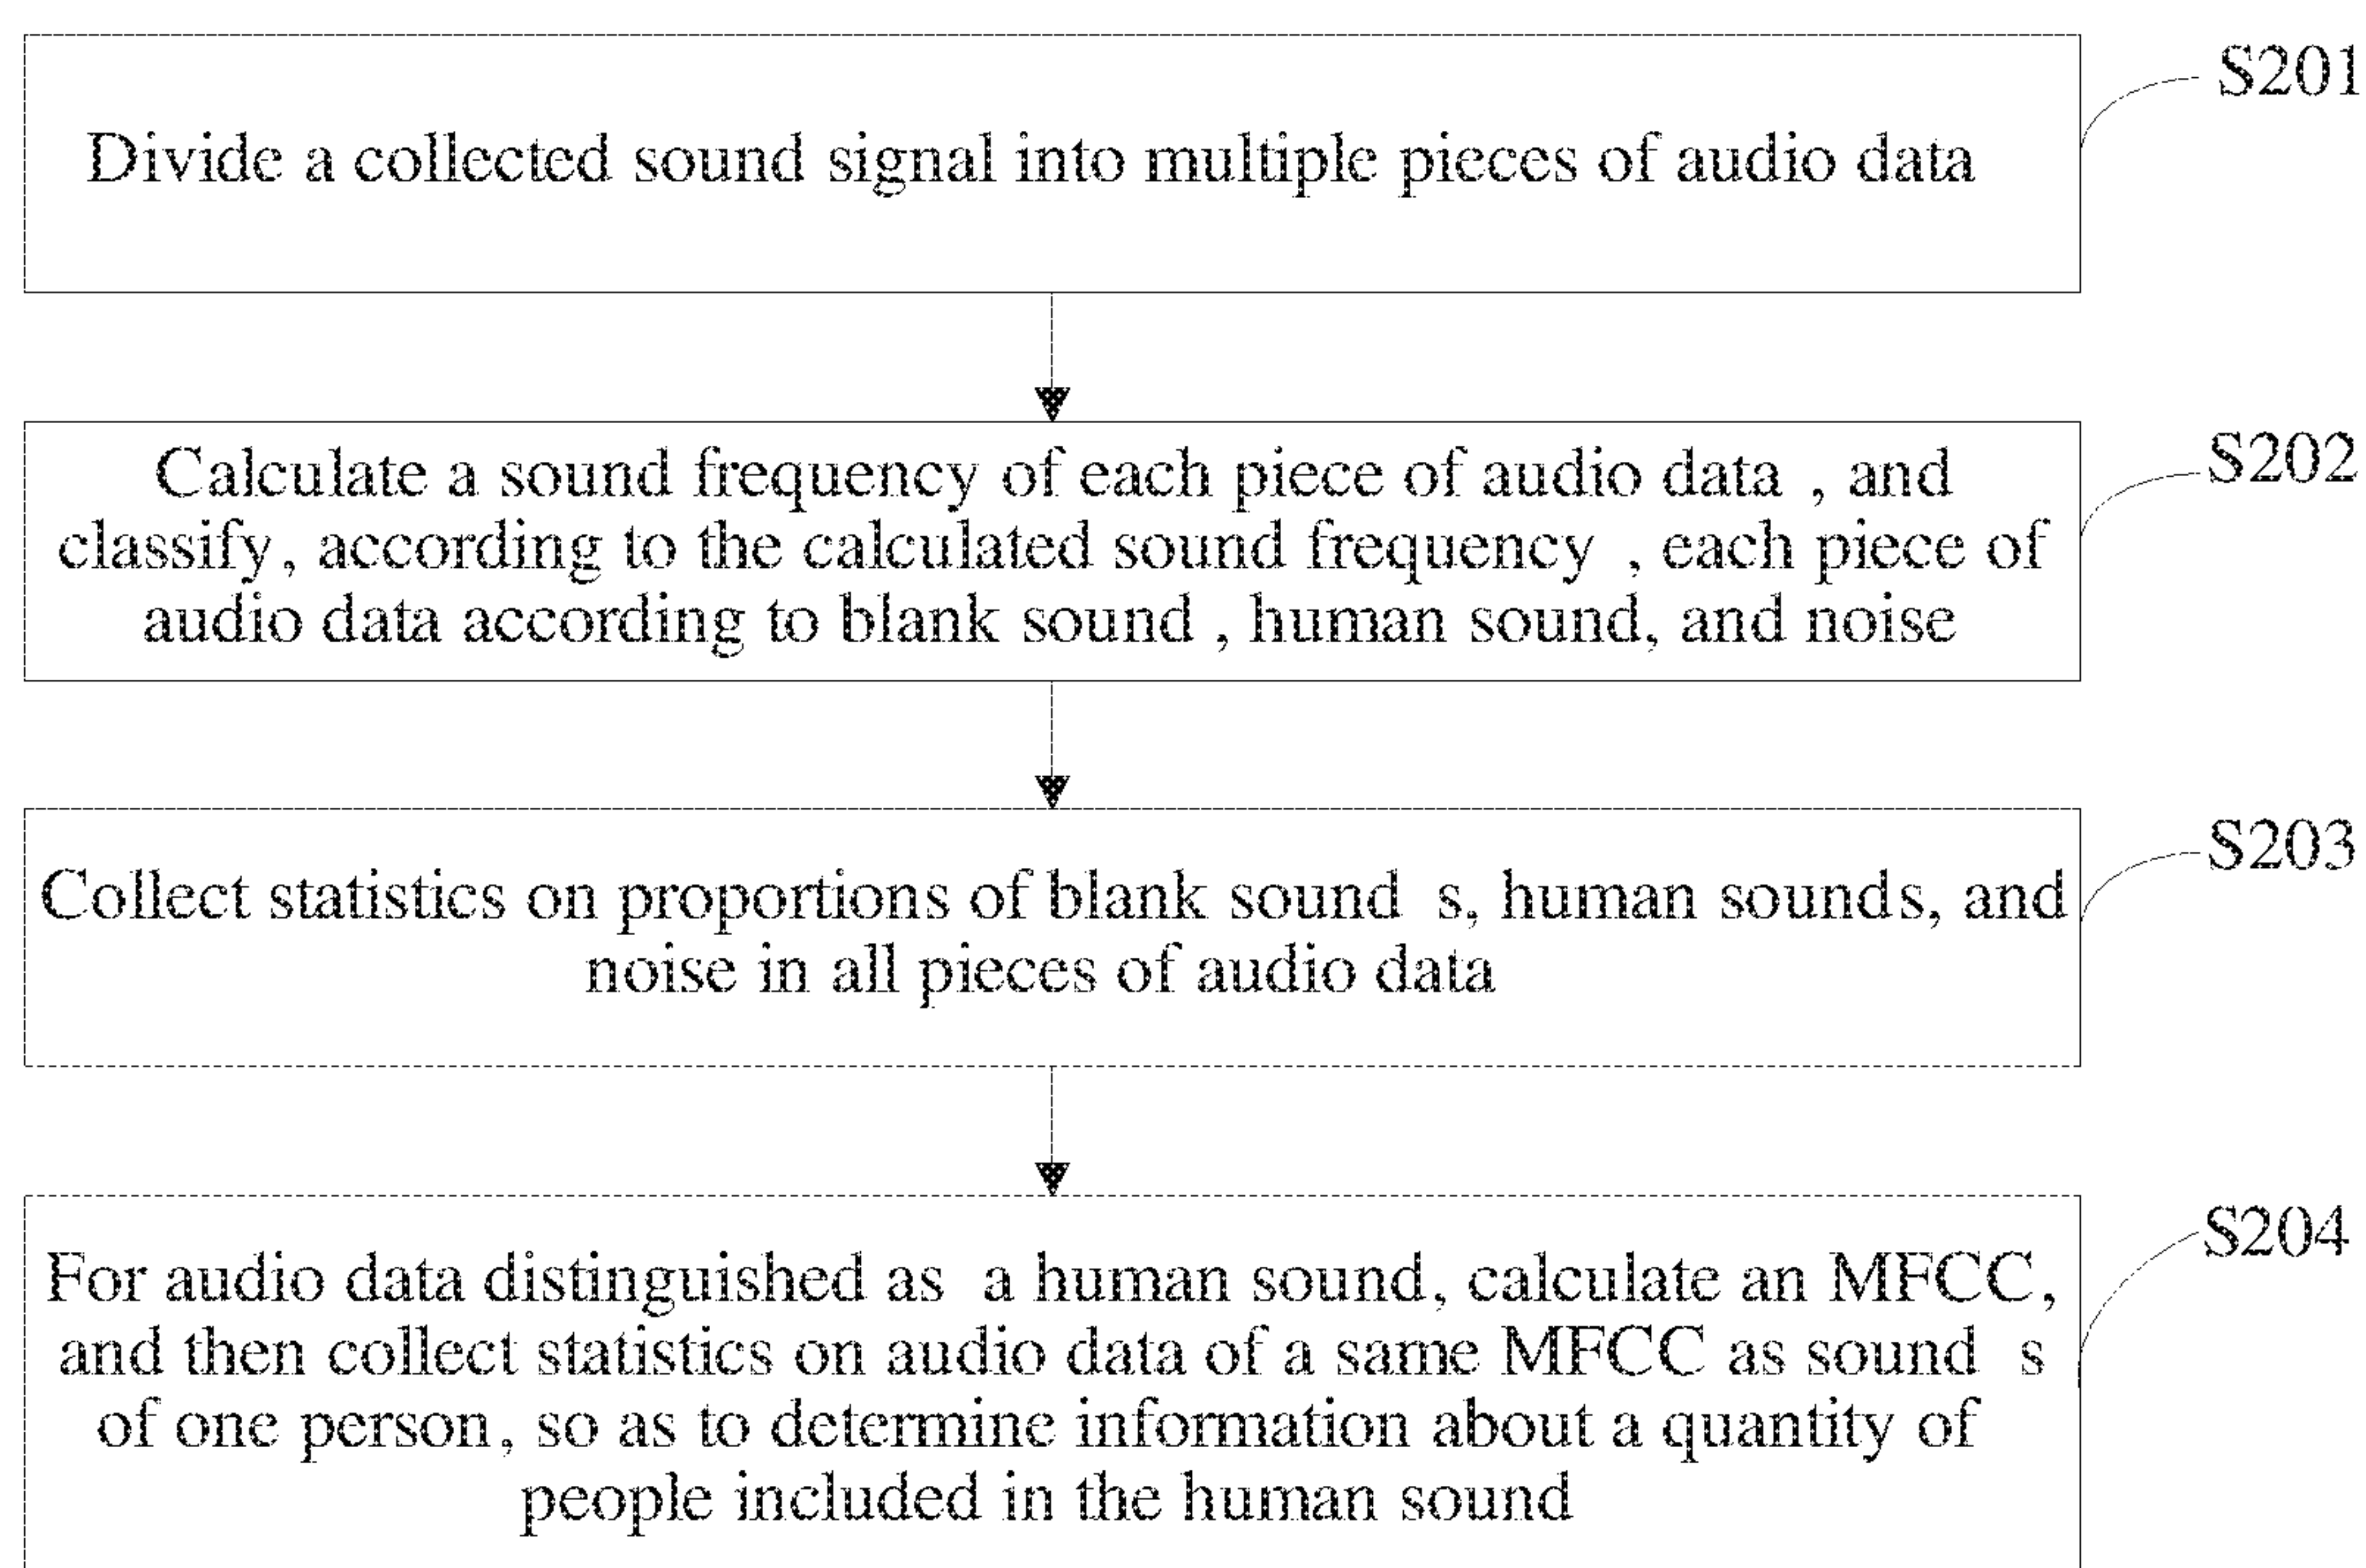 S201
Divide a collected sound signal into multiple pieces of audio data
S202
Calculate a sound frequency of each piece of audio data , and
classify, according to the calculated sound frequency , each piece of
audio data according to blank sound , human sound, and noise
S203
Collect statistics on proportions of blank sound s, human sounds, and
noise in all pieces of audio data
S204
For audio data distinguished as a human sound, calculate an MFCC,
and then collect statistics on audio data of a same MFCC as sound s
of one person, so as to determine information about a quantity of
people included in the human sound